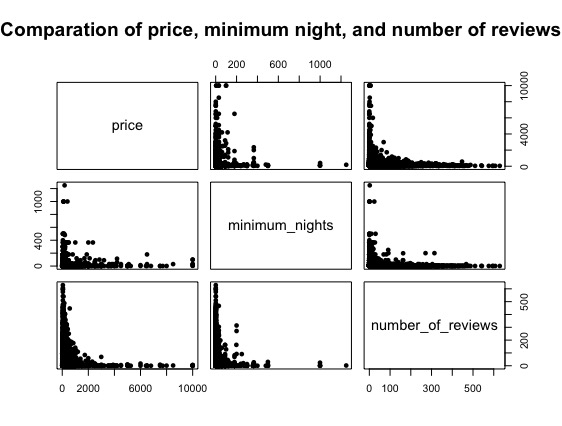 Comparation of price, minimum night, and number of reviews
0 200 600 1000
price
0 4000 10000
0 400 1000
minimum_nights
number_of_reviews
0 200 600
0 2000 6000 10000
0 100 300 500